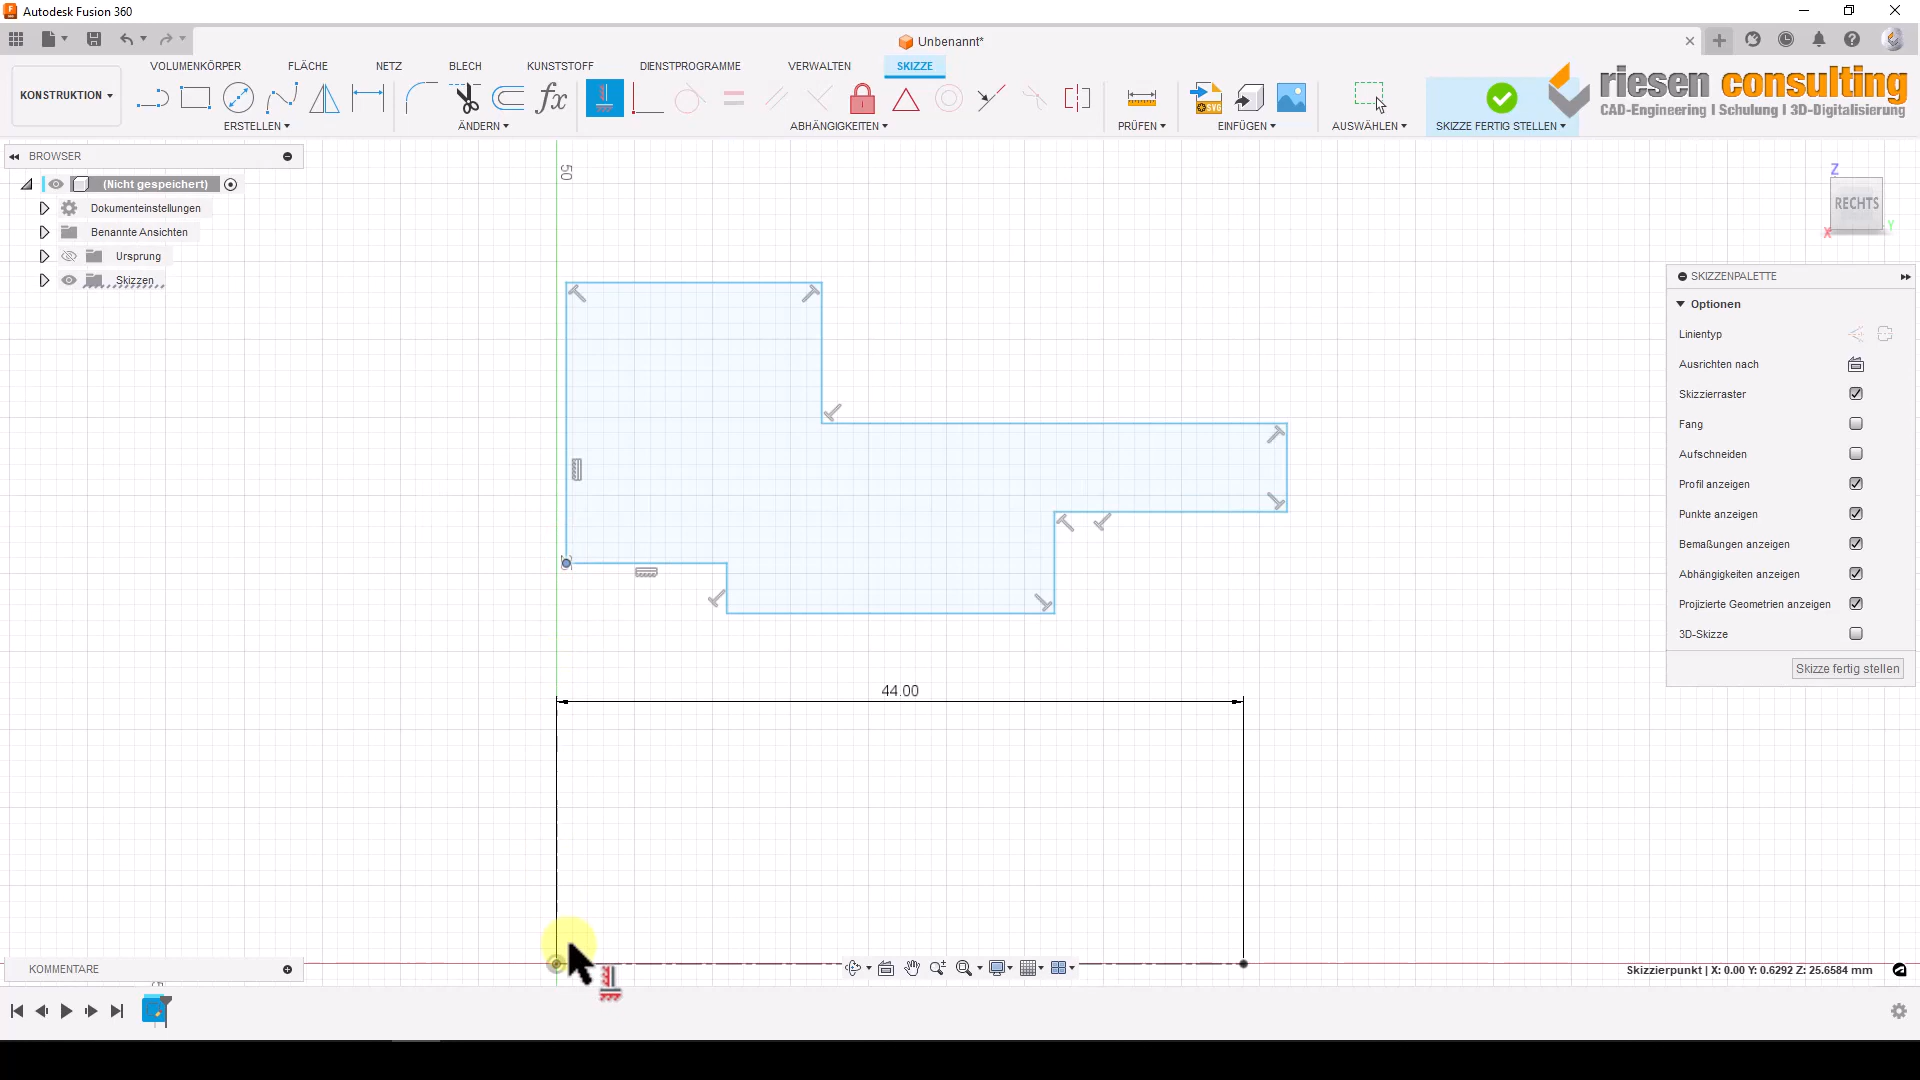 Autodesk Fusion 360
Unbenannt*
VOLUMENKÖRPER FLÄCHE NETZ BLECH KUNSTSTOFF DIENSTPROGRAMME VERWALTEN SKIZZE
KONSTRUKTION
fx
SVG
ERSTELLEN ÄNDERN ABHÄNGIGKEITEN PRÜFEN EINFÜGEN AUSWÄHLEN SKIZZE FERTIG STELLEN
riesen consulting
CAD-Engineering I Schulung I 3D-Digitalisierung
BROWSER
(Nicht gespeichert)
Dokumenteinstellungen
Benannte Ansichten
Ursprung
Skizzen
50
Z
RECHTS
X
Y
SKIZZENPALETTE
Optionen
Linientyp
Ausrichten nach
Skizzierraster
Fang
Aufschneiden
Profil anzeigen
Punkte anzeigen
Bemaßungen anzeigen
Abhängigkeiten anzeigen
Projizierte Geometrien anzeigen
3D-Skizze
Skizze fertig stellen
44.00
KOMMENTARE
Skizzierpunkt | X: 0.00 Y: 0.6292 Z: 25.6584 mm